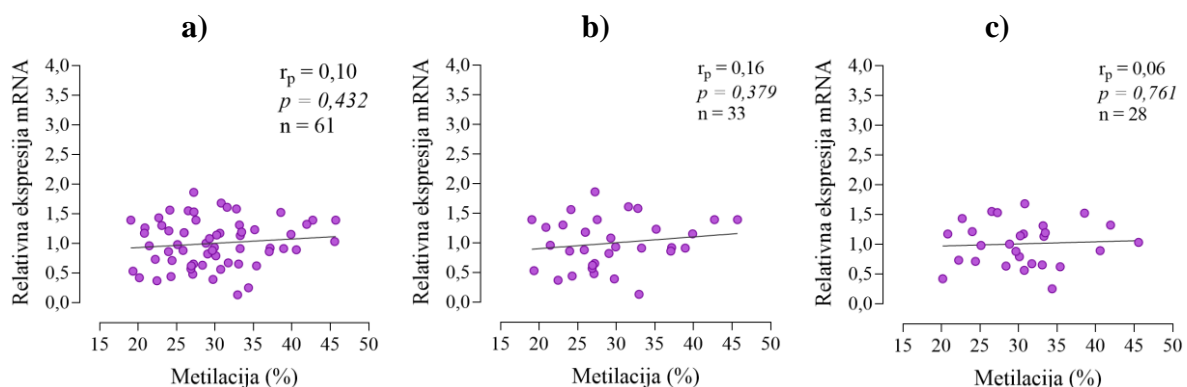 a)
Relativna ekspresija mRNA
4,0
3,5
3,0
2,5
2,0
1,5
1,0
0,5
0,0
r_p = 0,10
p = 0,432
n = 61
15 20 25 30 35 40 45 50
Metilacija (%)
b)
Relativna ekspresija mRNA
4,0
3,5
3,0
2,5
2,0
1,5
1,0
0,5
0,0
r_p = 0,16
p = 0,379
n = 33
15 20 25 30 35 40 45 50
Metilacija (%)
c)
Relativna ekspresija mRNA
4,0
3,5
3,0
2,5
2,0
1,5
1,0
0,5
0,0
r_p = 0,06
p = 0,761
n = 28
15 20 25 30 35 40 45 50
Metilacija (%)